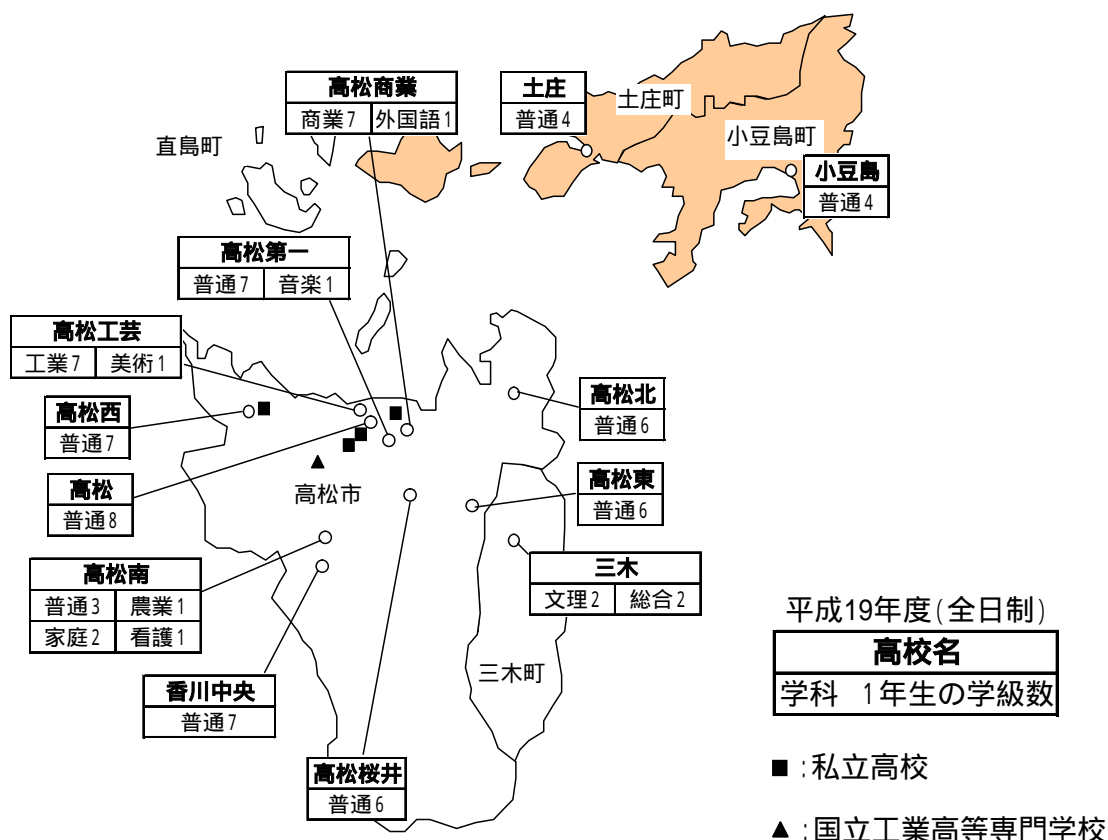 高松商業
商業7 外国語1
土庄
普通4
土庄町
小豆島町
直島町
小豆島
普通4
高松第一
普通7 音楽1
高松工芸
工業7 美術1
高松西
普通7
高松北
普通6
高松
普通8
高松市
高松東
普通6
高松南
普通3 農業1
家庭2 看護1
三木
文理2 総合2
三木町
香川中央
普通7
高松桜井
普通6
平成19年度(全日制)
高校名
学科 1年生の学級数
■:私立高校
▲:国立工業高等専門学校